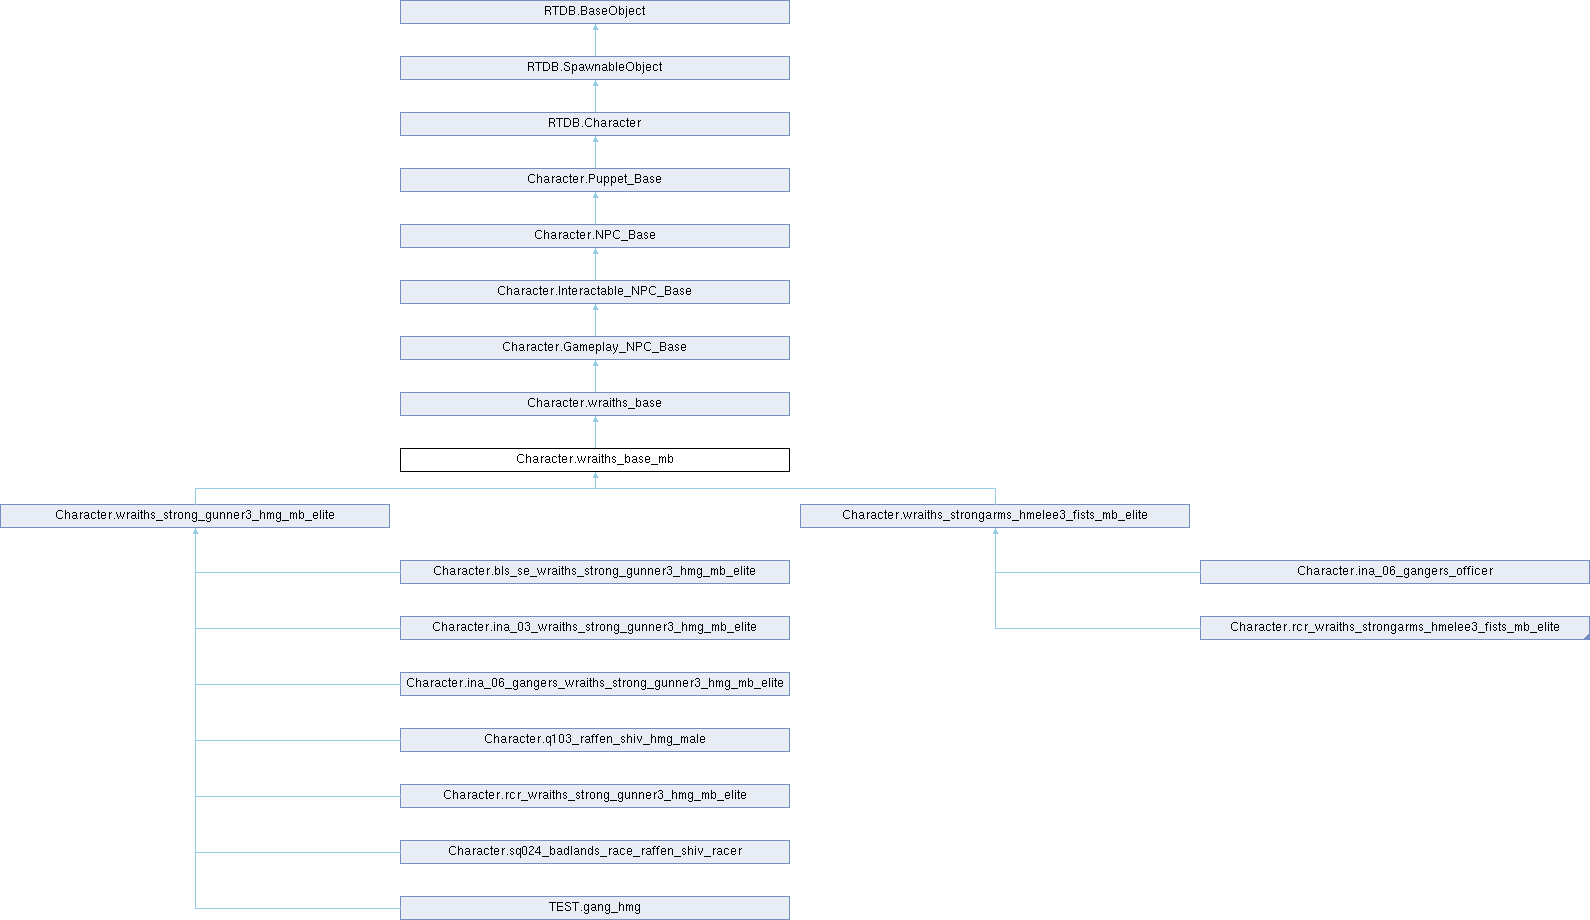 RTDB.BaseObject
RTDB.SpawnableObject
RTDB.Character
Character.Puppet_Base
Character.NPC_Base
Character.Interactable_NPC_Base
Character.Gameplay_NPC_Base
Character.wraiths_base
Character.wraiths_base_mb
Character.wraiths_strong_gunner3_hmg_mb_elite
Character.wraiths_strongarms_hmelee3_fists_mb_elite
Character.bls_se_wraiths_strong_gunner3_hmg_mb_elite
Character.ina_06_gangers_officer
Character.ina_03_wraiths_strong_gunner3_hmg_mb_elite
Character.rcr_wraiths_strongarms_hmelee3_fists_mb_elite
Character.ina_06_gangers_wraiths_strong_gunner3_hmg_mb_elite
Character.q103_raffen_shiv_hmg_male
Character.rcr_wraiths_strong_gunner3_hmg_mb_elite
Character.sq024_badlands_race_raffen_shiv_racer
TEST.gang_hmg